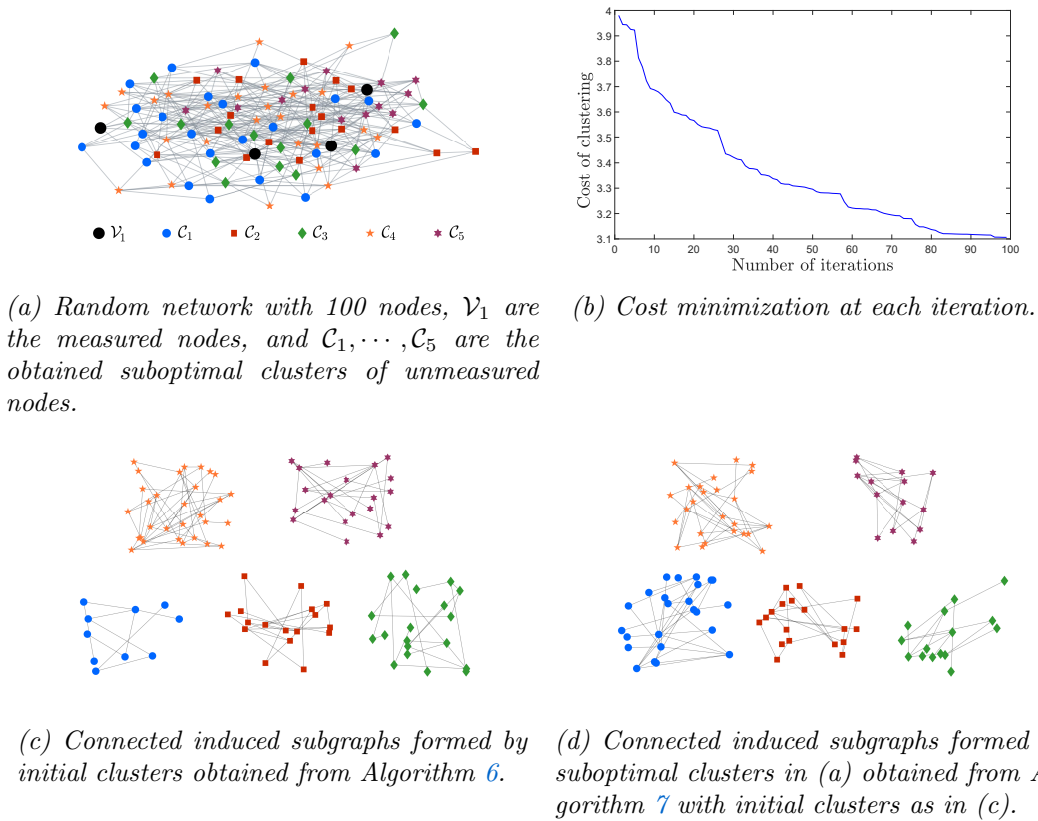 𝒱₁ 𝒞₁ 𝒞₂ 𝒞₃ 𝒞₄ 𝒞₅
4
3.9
3.8
3.7
3.6
3.5
3.4
3.3
3.2
3.1
Cost of clustering
0 10 20 30 40 50 60 70 80 90 100
Number of iterations
(a) Random network with 100 nodes, 𝒱₁ are
the measured nodes, and 𝒞₁, ⋯ , 𝒞₅ are the
obtained suboptimal clusters of unmeasured
nodes.
(b) Cost minimization at each iteration.
(c) Connected induced subgraphs formed by
initial clusters obtained from Algorithm 6.
(d) Connected induced subgraphs formed
suboptimal clusters in (a) obtained from A
gorithm 7 with initial clusters as in (c).